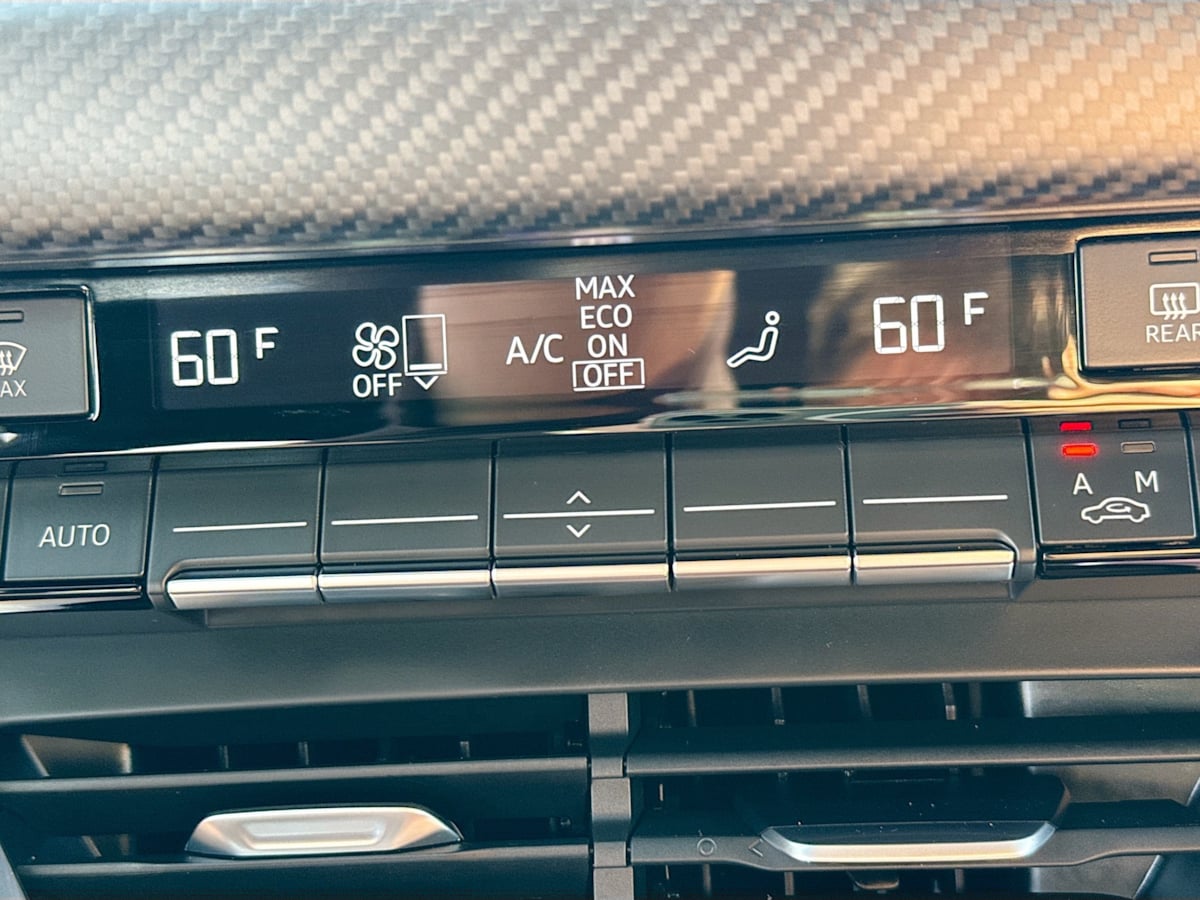 MAX
ECO
60 F
A/C
ON
60 F
OFF
OFF
REAR
AX
AUTO
A M